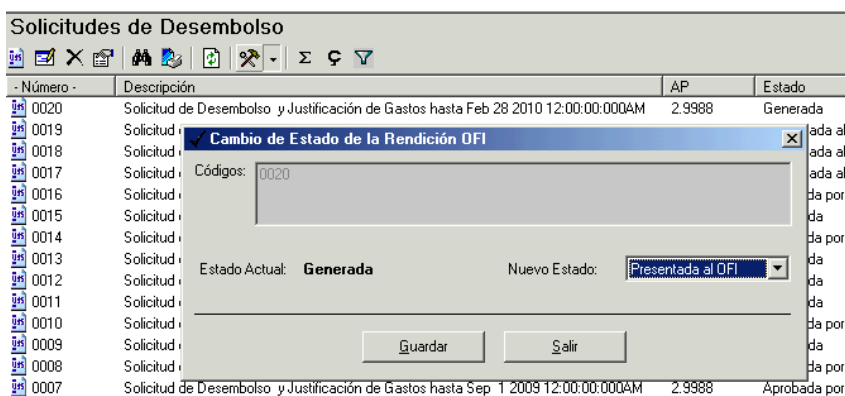 Solicitudes de Desembolso
Σ Ç
- Número - Descripción AP Estado
0020 Solicitud de Desembolso y Justificación de Gastos hasta Feb 28 2010 12:00:00:000AM 2.9988 Generada
0019 Solicitud
0018 Solicitud
0017 Solicitud
0016 Solicitud por
0015 Solicitud
0014 Solicitud por
0013 Solicitud
0012 Solicitud
0011 Solicitud
0010 Solicitud por
0009 Solicitud
0008 Solicitud por
0007 Solicitud de Desembolso y Justificación de Gastos hasta Sep 1 2009 12:00:00:000AM 2.9988 Aprobada por
Cambio de Estado de la Rendición OFI
Códigos: 0020
Estado Actual: Generada Nuevo Estado: Presentada al OFI
Guardar Salir